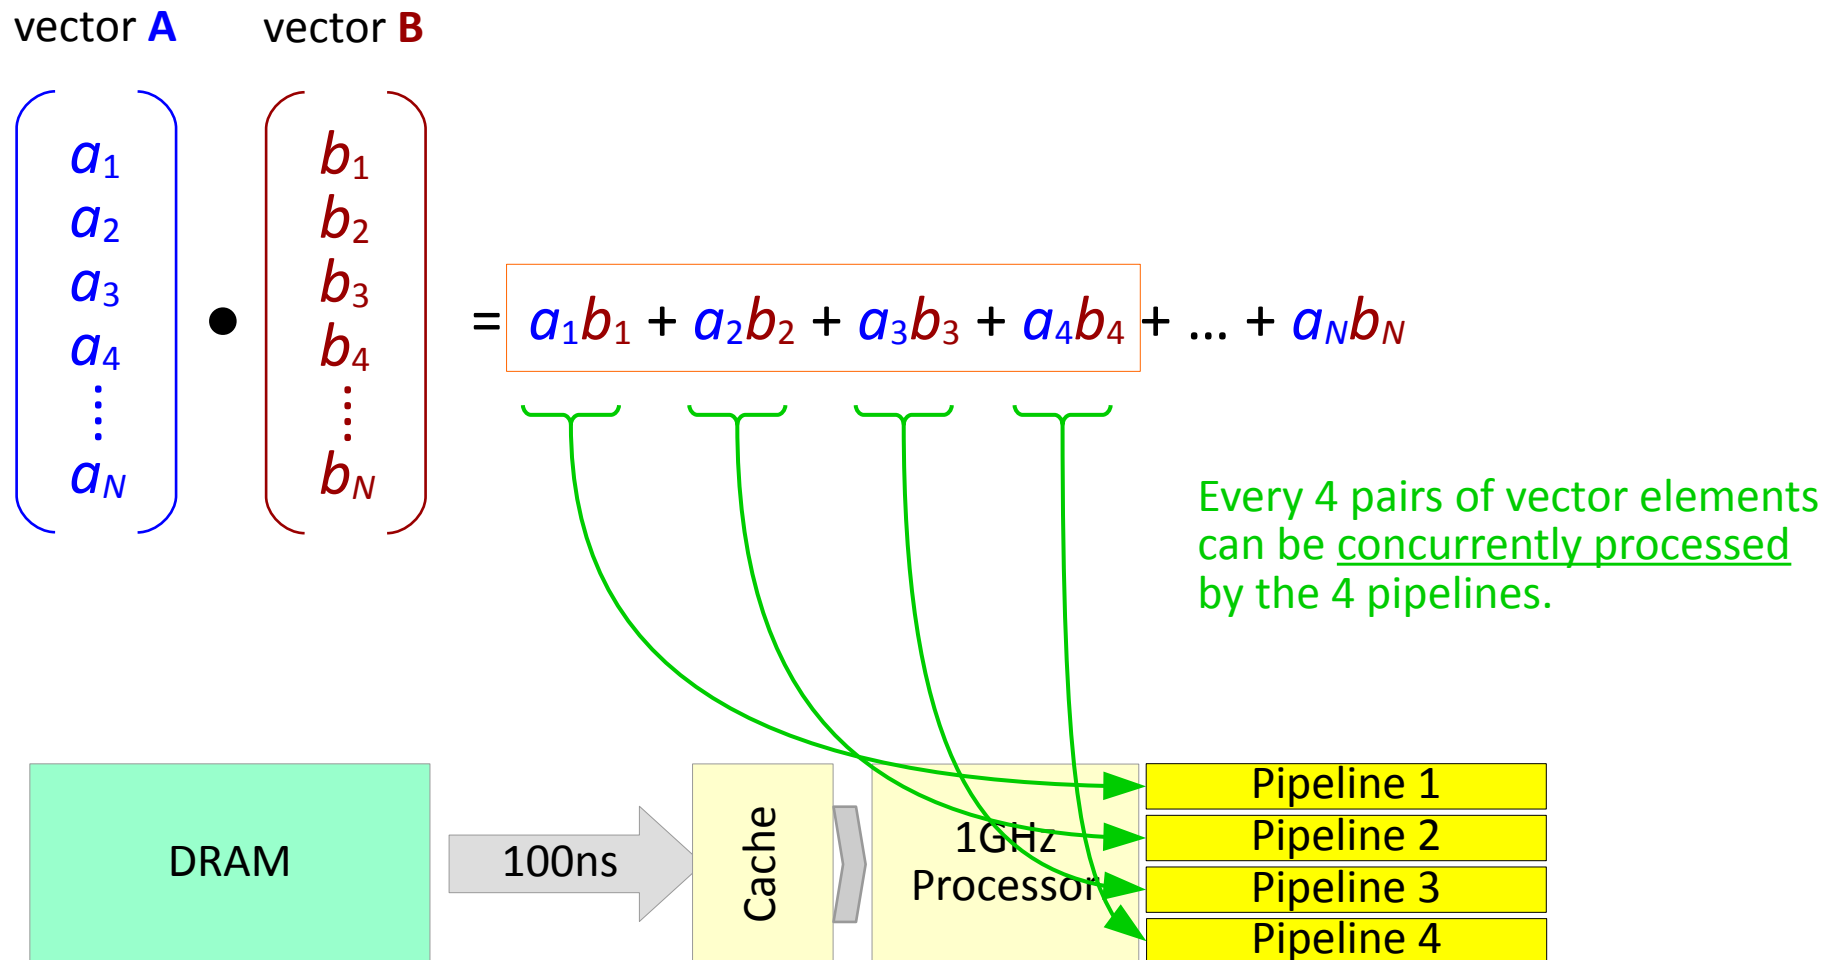 vector A vector B
a1 b1
a2 b2
a3 b3
a4 b4
⋮ ⋮
aN bN
● = a1b1 + a2b2 + a3b3 + a4b4 + ... + aNbN
Every 4 pairs of vector elements
can be concurrently processed
by the 4 pipelines.
DRAM
100ns
Cache
1GHz
Processor
Pipeline 1
Pipeline 2
Pipeline 3
Pipeline 4